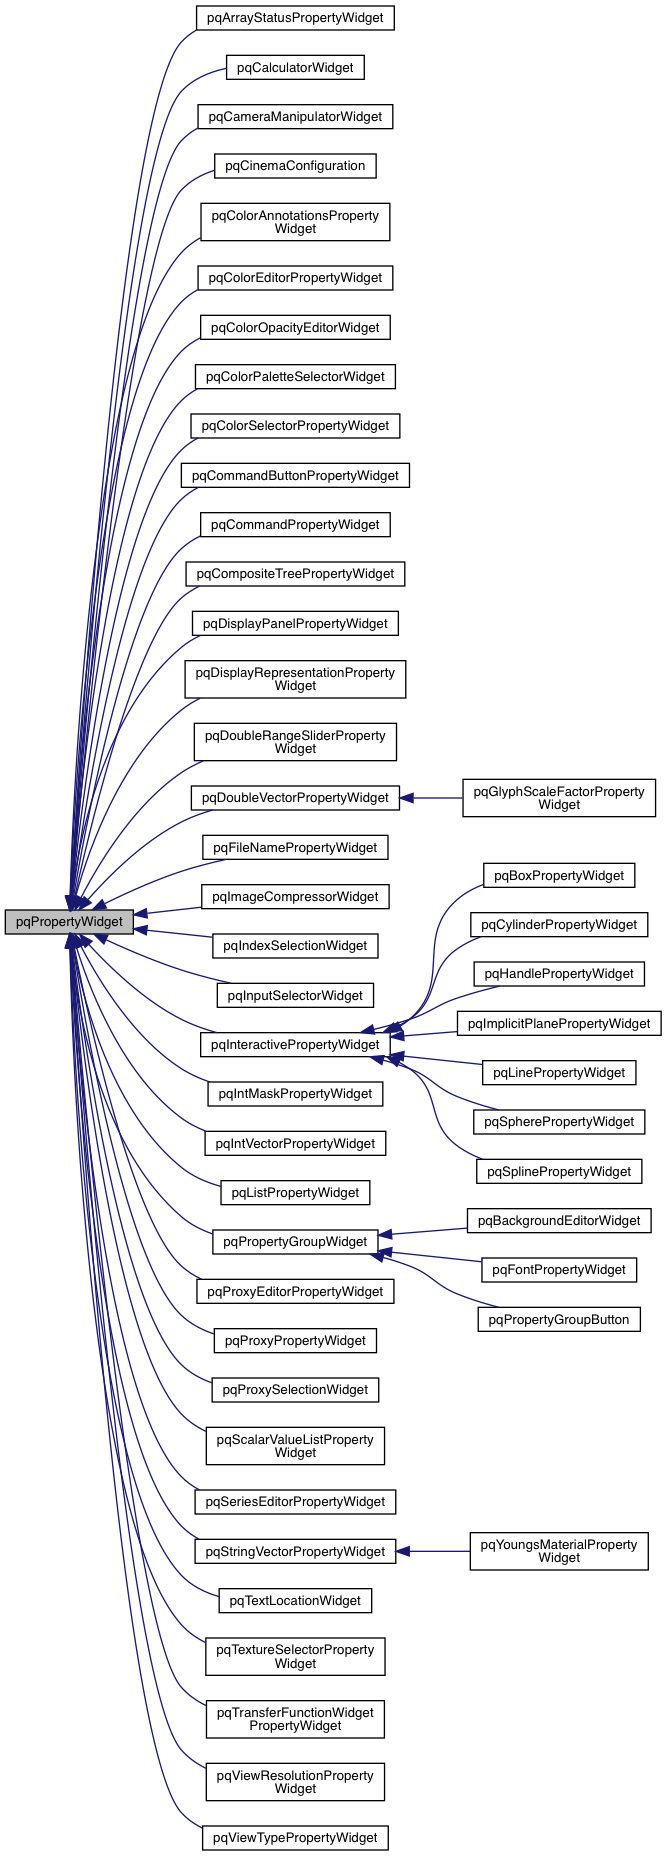 pqArrayStatusPropertyWidget
pqCalculatorWidget
pqCameraManipulatorWidget
pqCinemaConfiguration
pqColorAnnotationsProperty
Widget
pqColorEditorPropertyWidget
pqColorOpacityEditorWidget
pqColorPaletteSelectorWidget
pqColorSelectorPropertyWidget
pqCommandButtonPropertyWidget
pqCommandPropertyWidget
pqCompositeTreePropertyWidget
pqDisplayPanelPropertyWidget
pqDisplayRepresentationProperty
Widget
pqDoubleRangeSliderProperty
Widget
pqDoubleVectorPropertyWidget
pqGlyphScaleFactorProperty
Widget
pqFileNamePropertyWidget
pqImageCompressorWidget
pqPropertyWidget
pqIndexSelectionWidget
pqInputSelectorWidget
pqInteractivePropertyWidget
pqBoxPropertyWidget
pqCylinderPropertyWidget
pqHandlePropertyWidget
pqImplicitPlanePropertyWidget
pqLinePropertyWidget
pqSpherePropertyWidget
pqSplinePropertyWidget
pqIntMaskPropertyWidget
pqIntVectorPropertyWidget
pqListPropertyWidget
pqPropertyGroupWidget
pqBackgroundEditorWidget
pqFontPropertyWidget
pqPropertyGroupButton
pqProxyEditorPropertyWidget
pqProxyPropertyWidget
pqProxySelectionWidget
pqScalarValueListProperty
Widget
pqSeriesEditorPropertyWidget
pqStringVectorPropertyWidget
pqYoungsMaterialProperty
Widget
pqTextLocationWidget
pqTextureSelectorProperty
Widget
pqTransferFunctionWidget
PropertyWidget
pqViewResolutionProperty
Widget
pqViewTypePropertyWidget